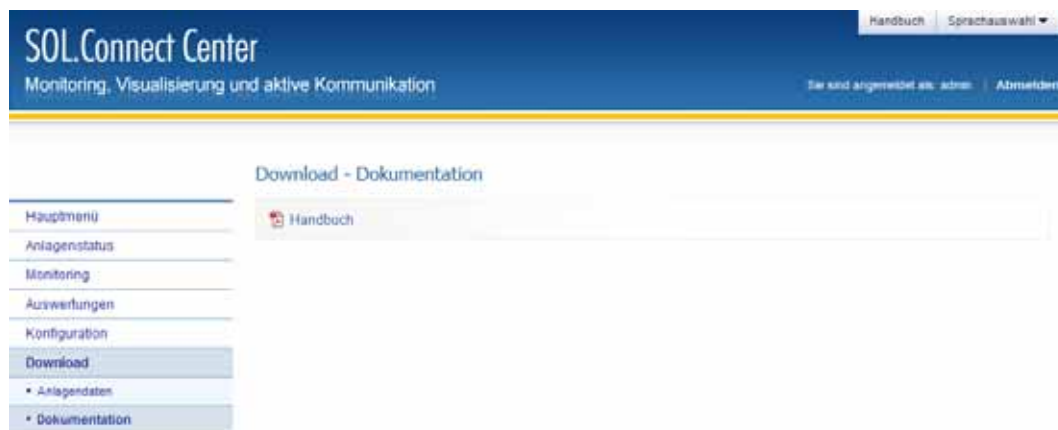 Handbuch Sprachauswahl
SOL.Connect Center
Monitoring, Visualisierung und aktive Kommunikation
Sie sind angemeldet als: admin | Abmelden
Download - Dokumentation
Handbuch
Hauptmenü
Anlagenstatus
Monitoring
Auswertungen
Konfiguration
Download
• Anlagendaten
• Dokumentation